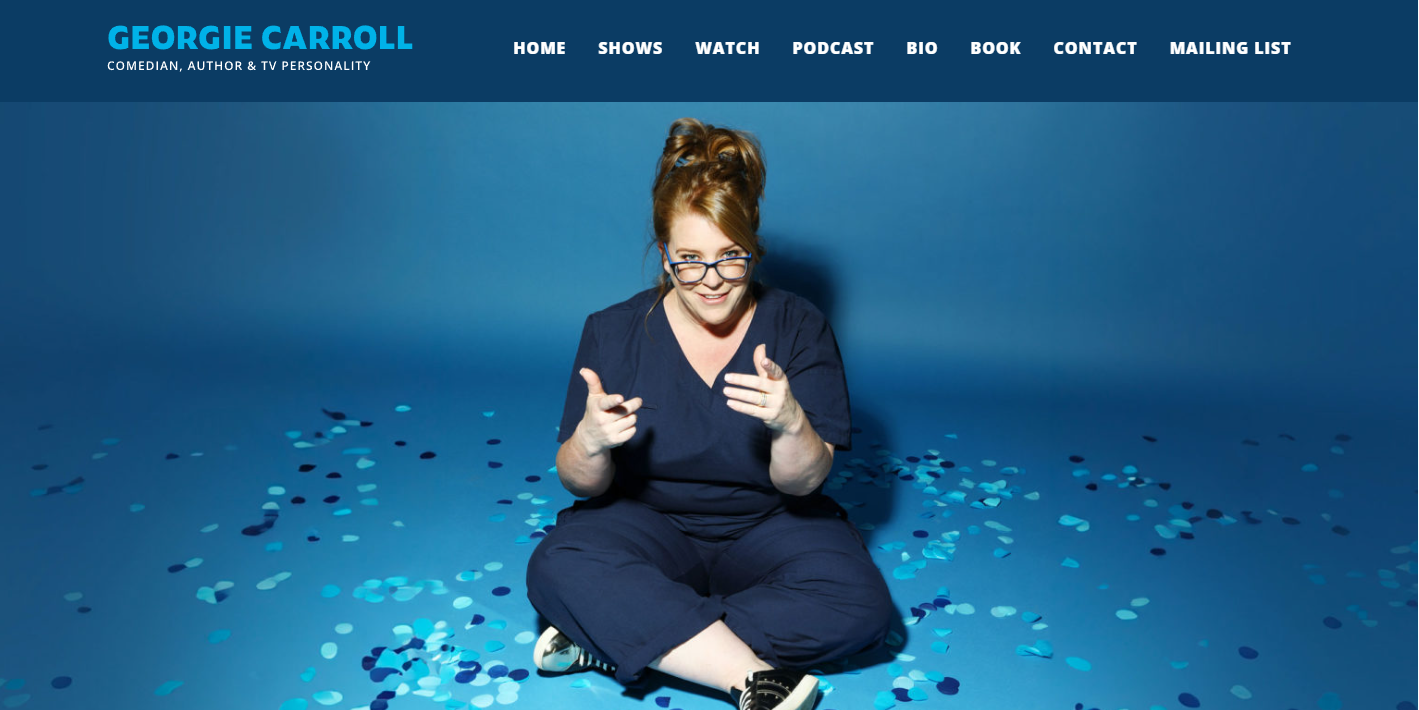 GEORGIE CARROLL
COMEDIAN, AUTHOR & TV PERSONALITY
HOME SHOWS WATCH PODCAST BIO BOOK CONTACT MAILING LIST